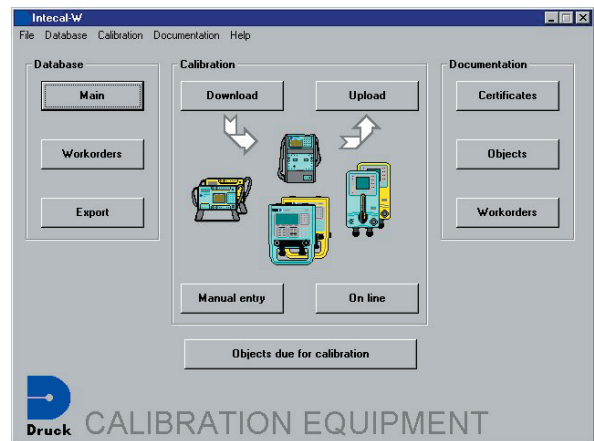 Intecal-W
File Database Calibration Documentation Help
Database
Main
Workorders
Export
Calibration
Download
Upload
Manual entry
On line
Documentation
Certificates
Objects
Workorders
Objects due for calibration
Druck
CALIBRATION EQUIPMENT